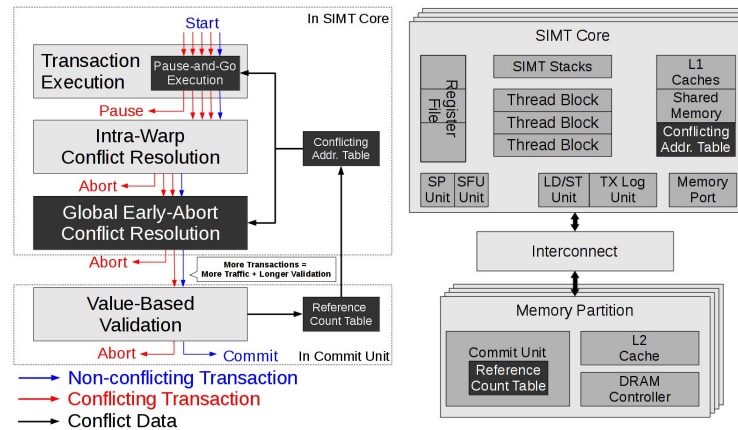 Start
In SIMT Core
Transaction
Execution
Pause-and-Go
Execution
Pause
Intra-Warp
Conflict Resolution
Conflicting
Addr. Table
Abort
Global Early-Abort
Conflict Resolution
Abort
More Transactions =
More Traffic + Longer Validation
Value-Based
Validation
Reference
Count Table
Abort
Commit
In Commit Unit
Non-conflicting Transaction
Conflicting Transaction
Conflict Data
SIMT Core
Register
File
SIMT Stacks
Thread Block
Thread Block
Thread Block
L1
Caches
Shared
Memory
Conflicting
Addr. Table
SP
Unit
SFU
Unit
LD/ST
Unit
TX Log
Unit
Memory
Port
Interconnect
Memory Partition
Commit Unit
Reference
Count Table
L2
Cache
DRAM
Controller